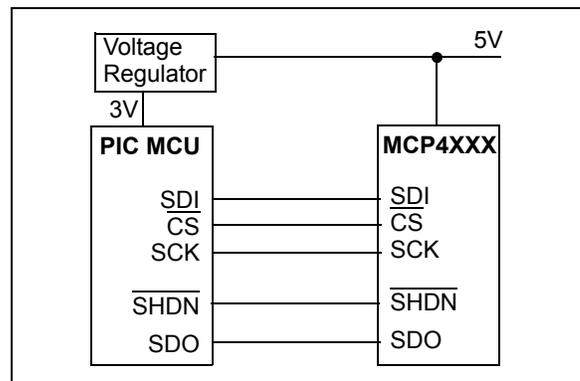 Voltage
Regulator
5V
3V
PIC MCU
MCP4XXX
SDI
SDI
CS
CS
SCK
SCK
SHDN
SHDN
SDO
SDO